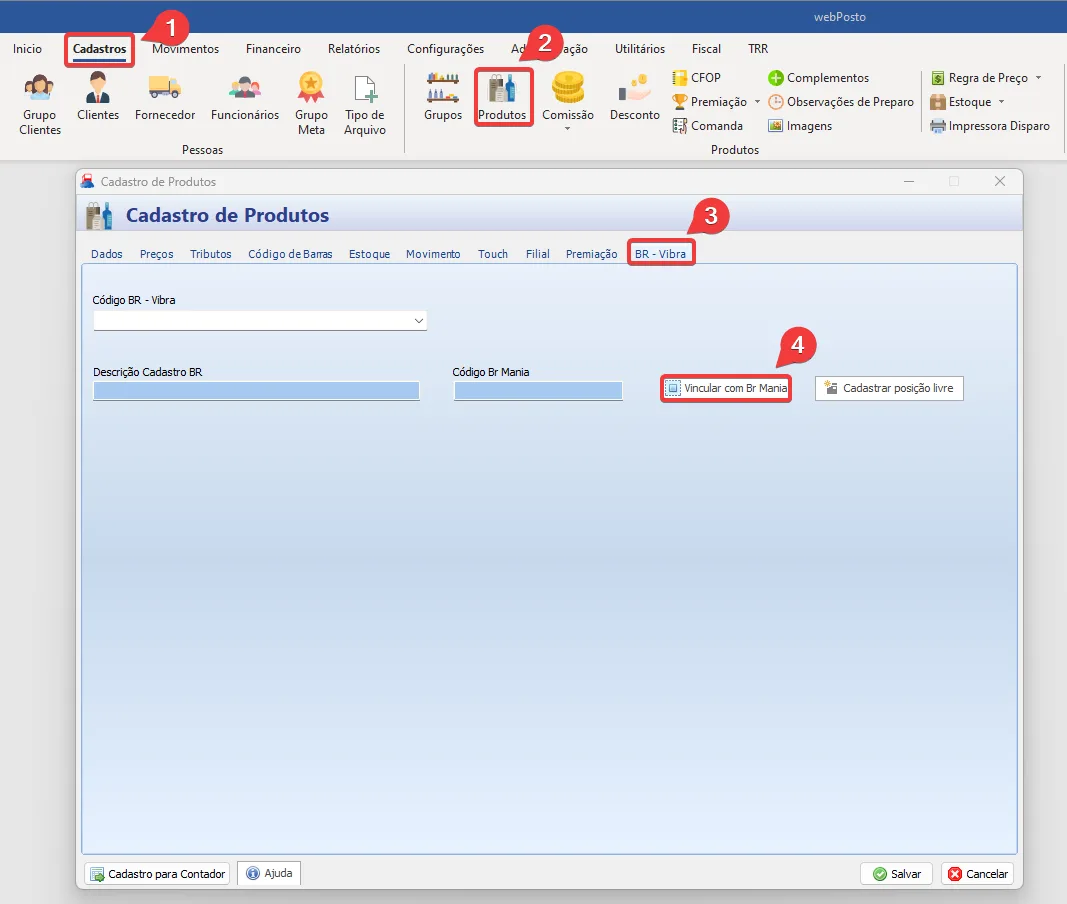 webPosto
1
2
Inicio Cadastros Movimentos Financeiro Relatórios Configurações Ad ação Utilitários Fiscal TRR
Grupo Clientes
Clientes
Fornecedor
Funcionários
Grupo Meta
Tipo de Arquivo
Pessoas
Grupos
Produtos
Comissão
Desconto
CFOP
Premiação
Comanda
Complementos
Observações de Preparo
Imagens
Produtos
Regra de Preço
Estoque
Impressora Disparo
Cadastro de Produtos
Cadastro de Produtos
3
Dados Preços Tributos Código de Barras Estoque Movimento Touch Filial Premiação BR - Vibra
Código BR - Vibra
4
Descrição Cadastro BR Código Br Mania
Vincular com Br Mania Cadastrar posição livre
Cadastro para Contador Ajuda Salvar Cancelar